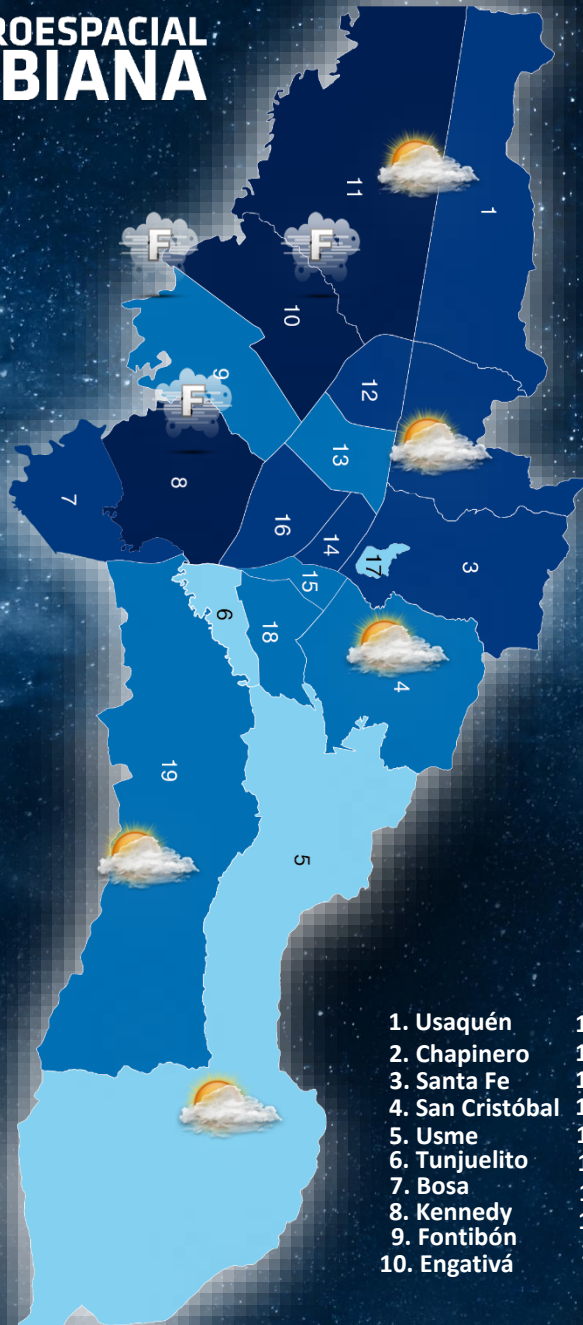 ROESPACIAL
BIANA
11
1
F
F
10
9
12
F
13
8
7
16
14
17
3
15
6
18
4
19
5
1. Usaquén
2. Chapinero
3. Santa Fe
4. San Cristóbal
5. Usme
6. Tunjuelito
7. Bosa
8. Kennedy
9. Fontibón
10. Engativá